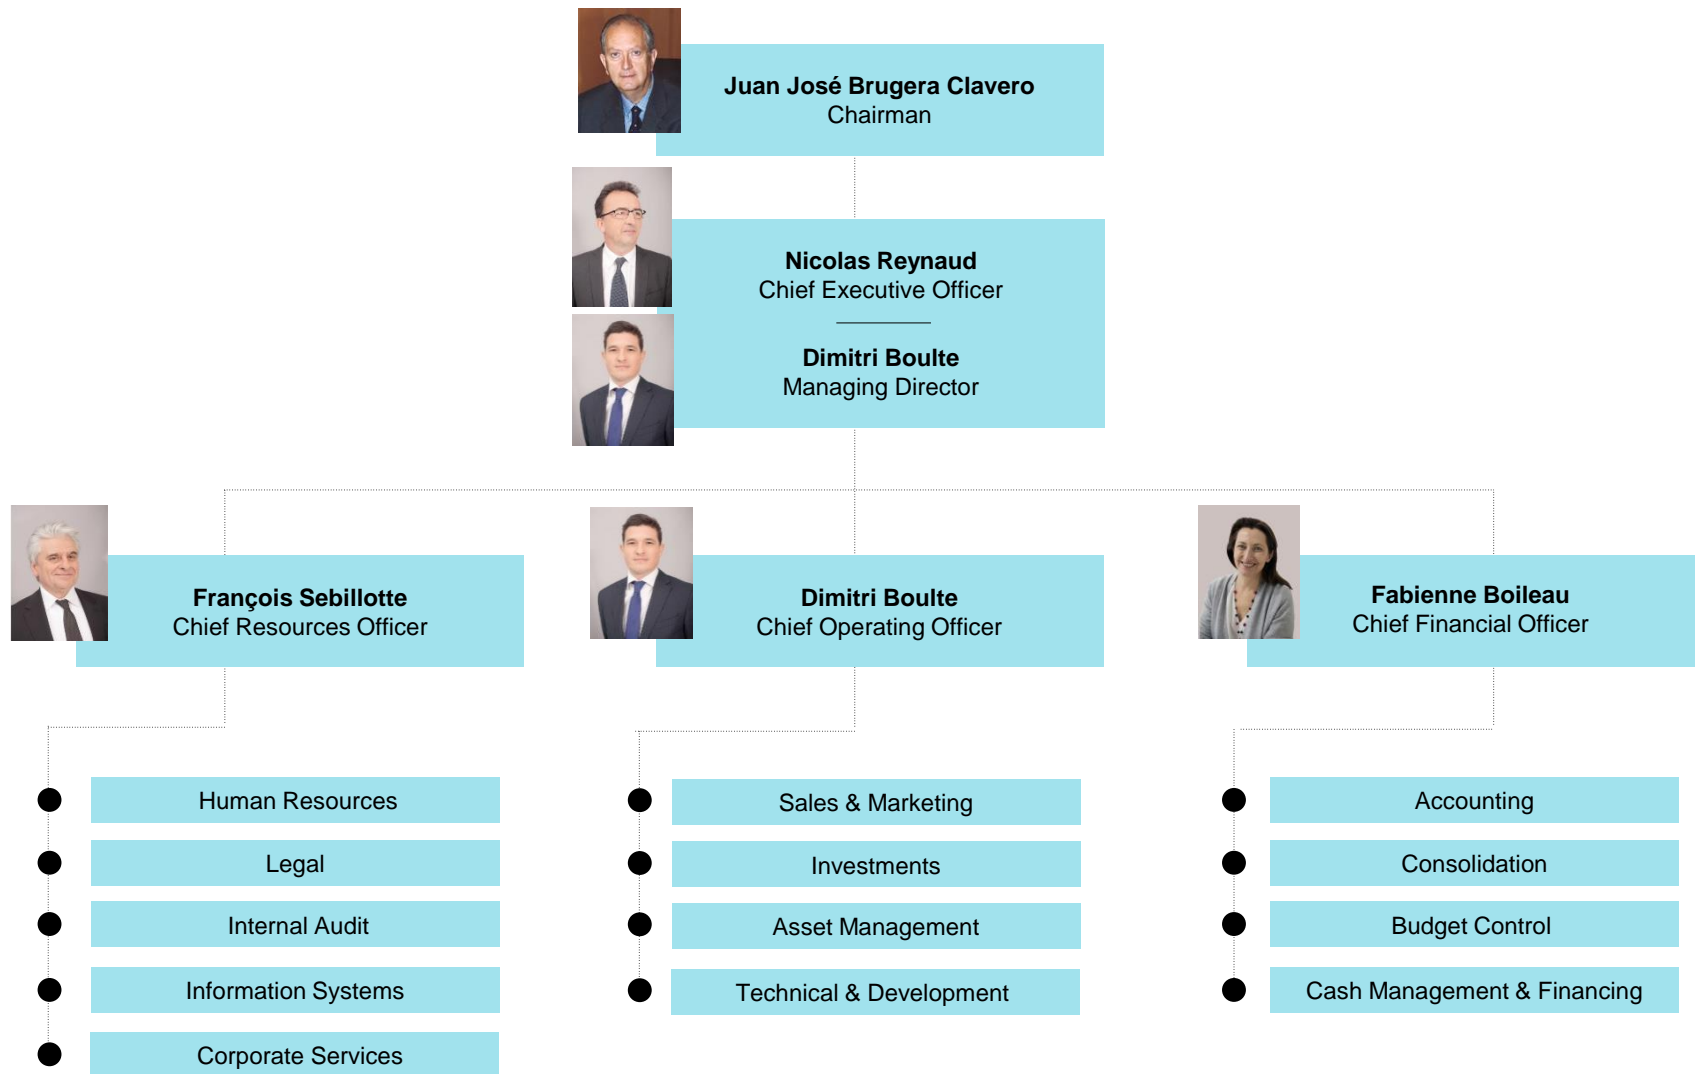 Juan José Brugera Clavero
Chairman
Nicolas Reynaud
Chief Executive Officer
Dimitri Boulte
Managing Director
François Sebillotte
Chief Resources Officer
Dimitri Boulte
Chief Operating Officer
Fabienne Boileau
Chief Financial Officer
Human Resources
Legal
Internal Audit
Information Systems
Corporate Services
Sales & Marketing
Investments
Asset Management
Technical & Development
Accounting
Consolidation
Budget Control
Cash Management & Financing